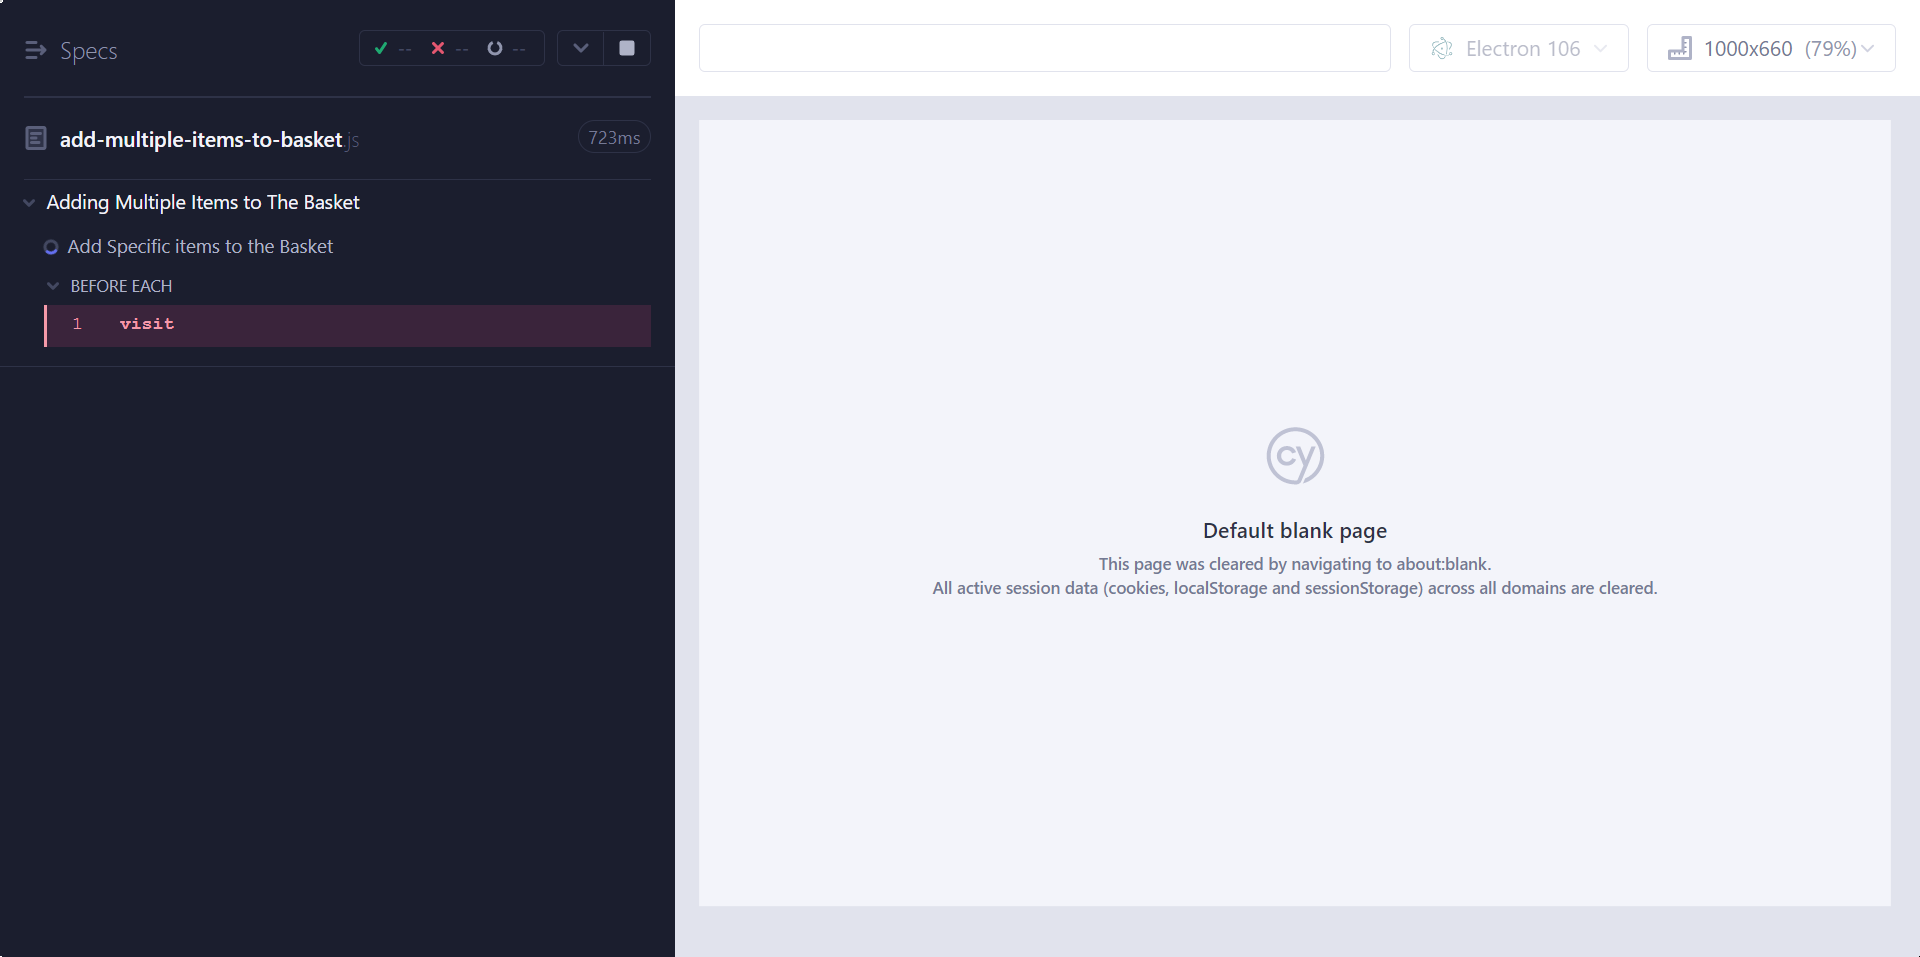 Specs
-- -- --
add-multiple-items-to-basket.js
723ms
Adding Multiple Items to The Basket
Add Specific items to the Basket
BEFORE EACH
1 visit
Electron 106
1000x660 (79%)
cy
Default blank page
This page was cleared by navigating to about:blank.
All active session data (cookies, localStorage and sessionStorage) across all domains are cleared.